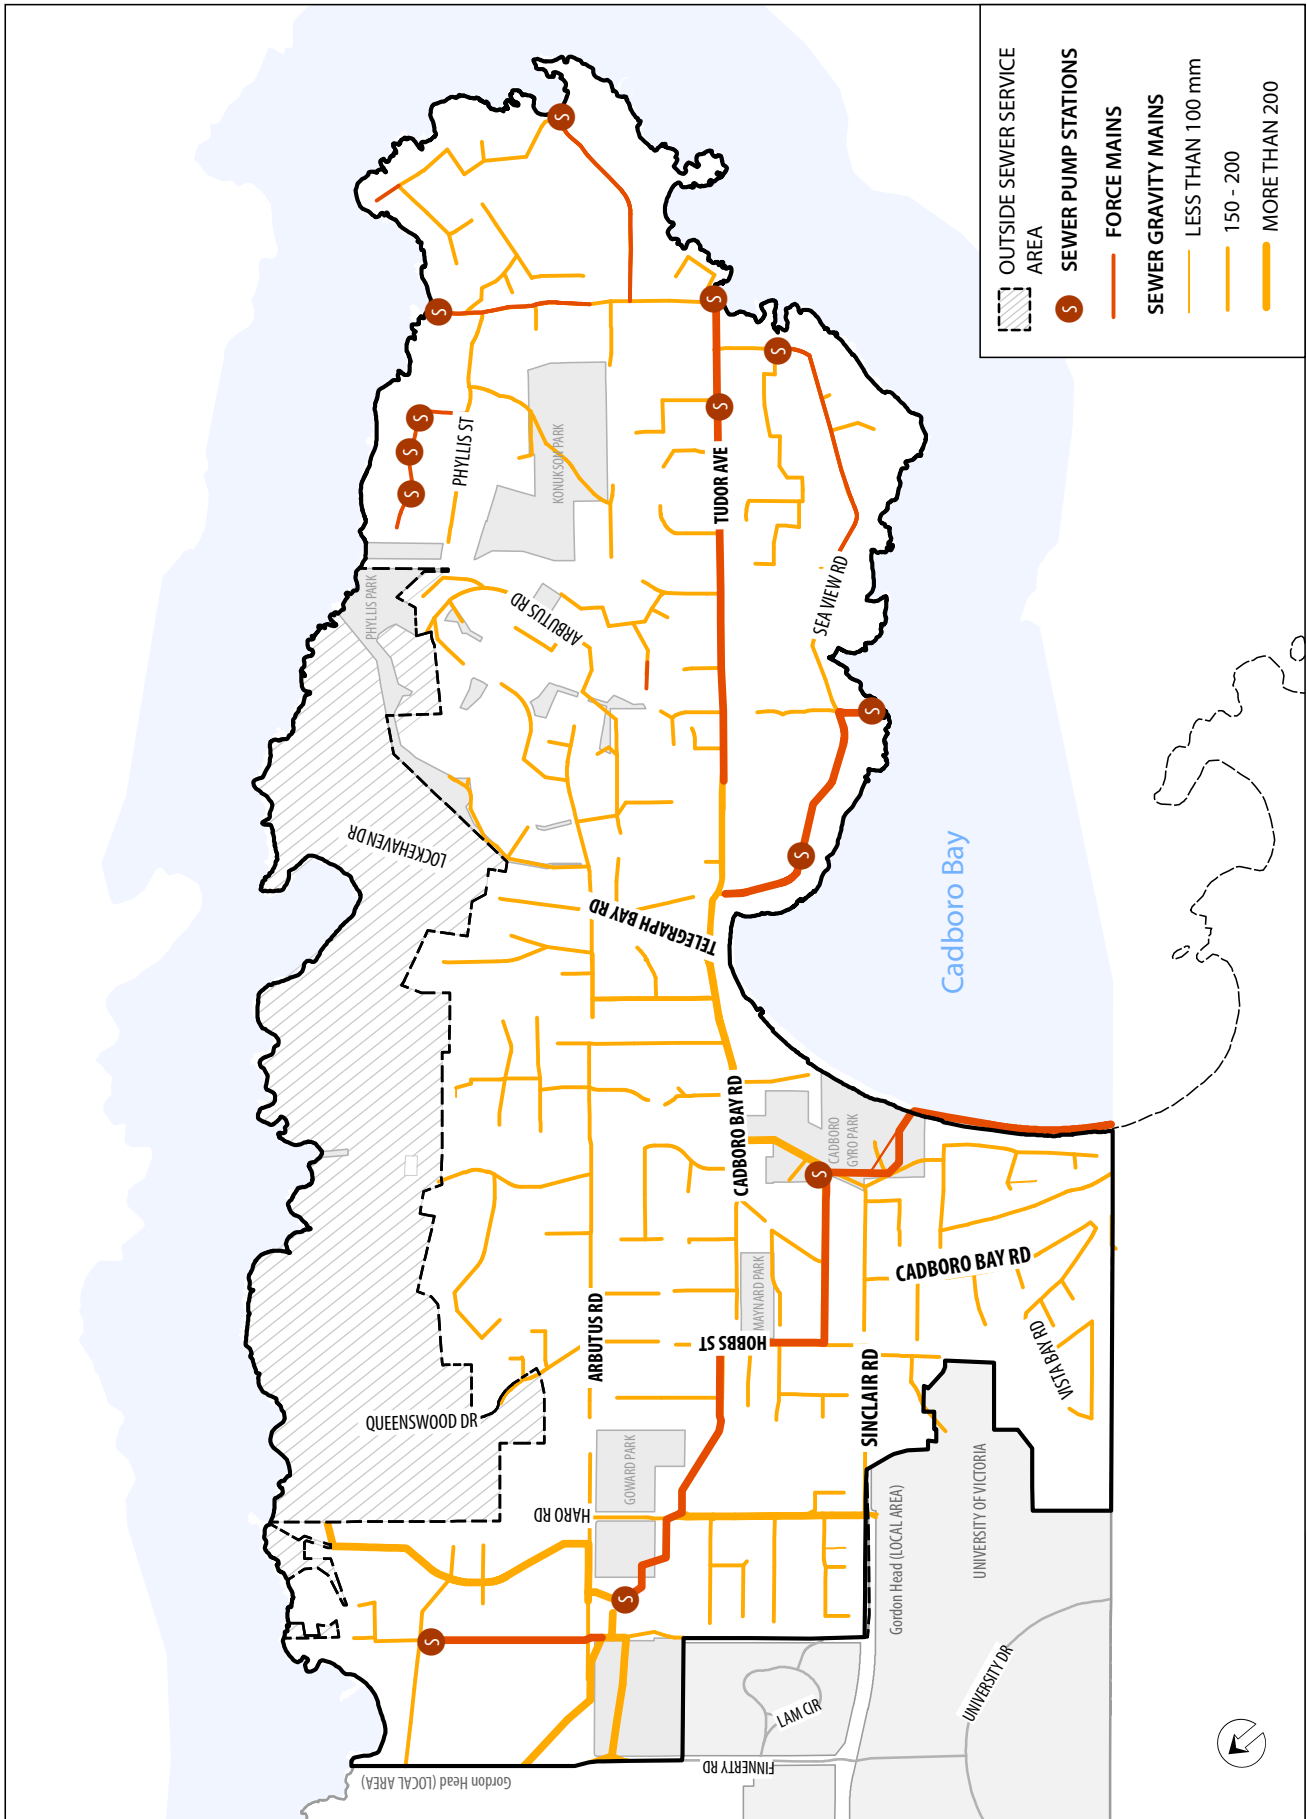 OUTSIDE SEWER SERVICE
AREA
S
SEWER PUMP STATIONS
FORCE MAINS
SEWER GRAVITY MAINS
LESS THAN 100 mm
150 - 200
MORE THAN 200
S
S
S
S
S
S
S
S
S
S
S
S
S
S
PHYLLIS ST
KONUKSON PARK
TUDOR AVE
PHYLLIS PARK
ARBUTUS RD
SEA VIEW RD
LOCKEHAVEN DR
TELEGRAPH BAY RD
Cadboro Bay
CADBORO BAY RD
CADBORO
GYRO PARK
CADBORO BAY RD
MAYNARD PARK
HOBBS ST
ARBUTUS RD
SINCLAIR RD
VISTA BAY RD
QUEENSWOOD DR
GOWARD PARK
HARO RD
Gordon Head (LOCAL AREA)
UNIVERSITY OF VICTORIA
UNIVERSITY DR
LAM CIR
FINNERTY RD
Gordon Head (LOCAL AREA)